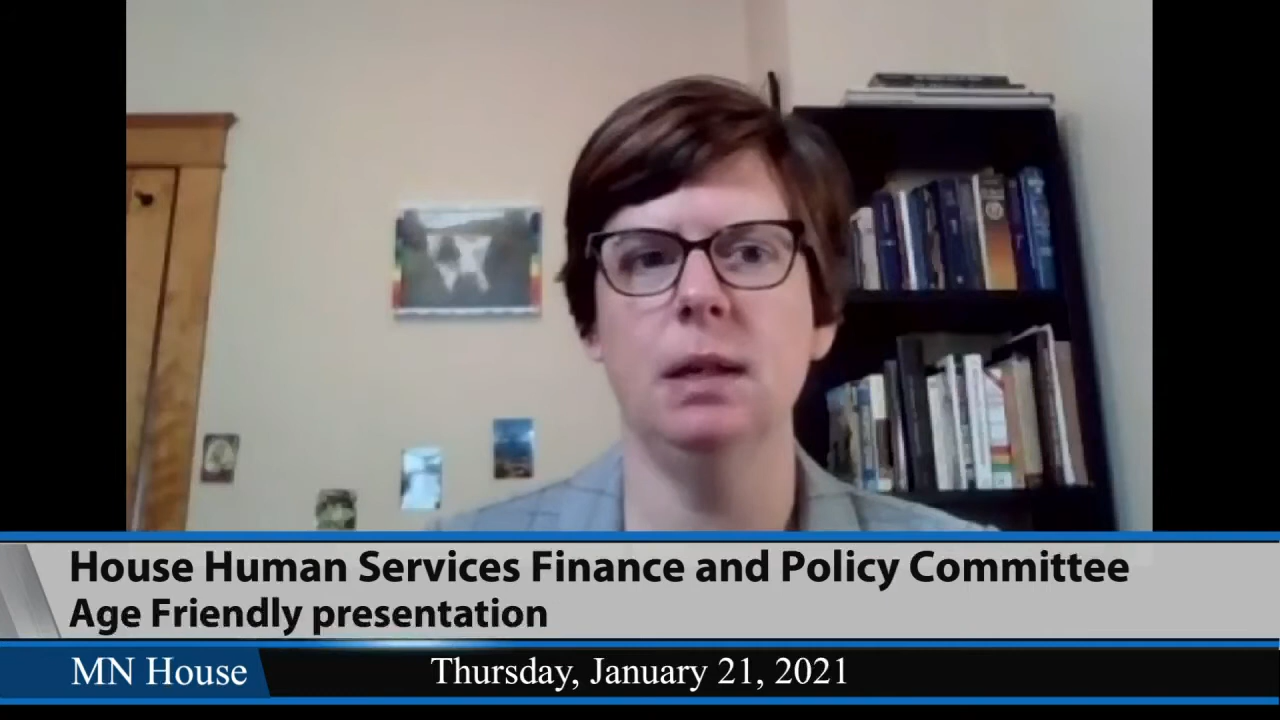 House Human Services Finance and Policy Committee
Age Friendly presentation
MN House
Thursday, January 21, 2021